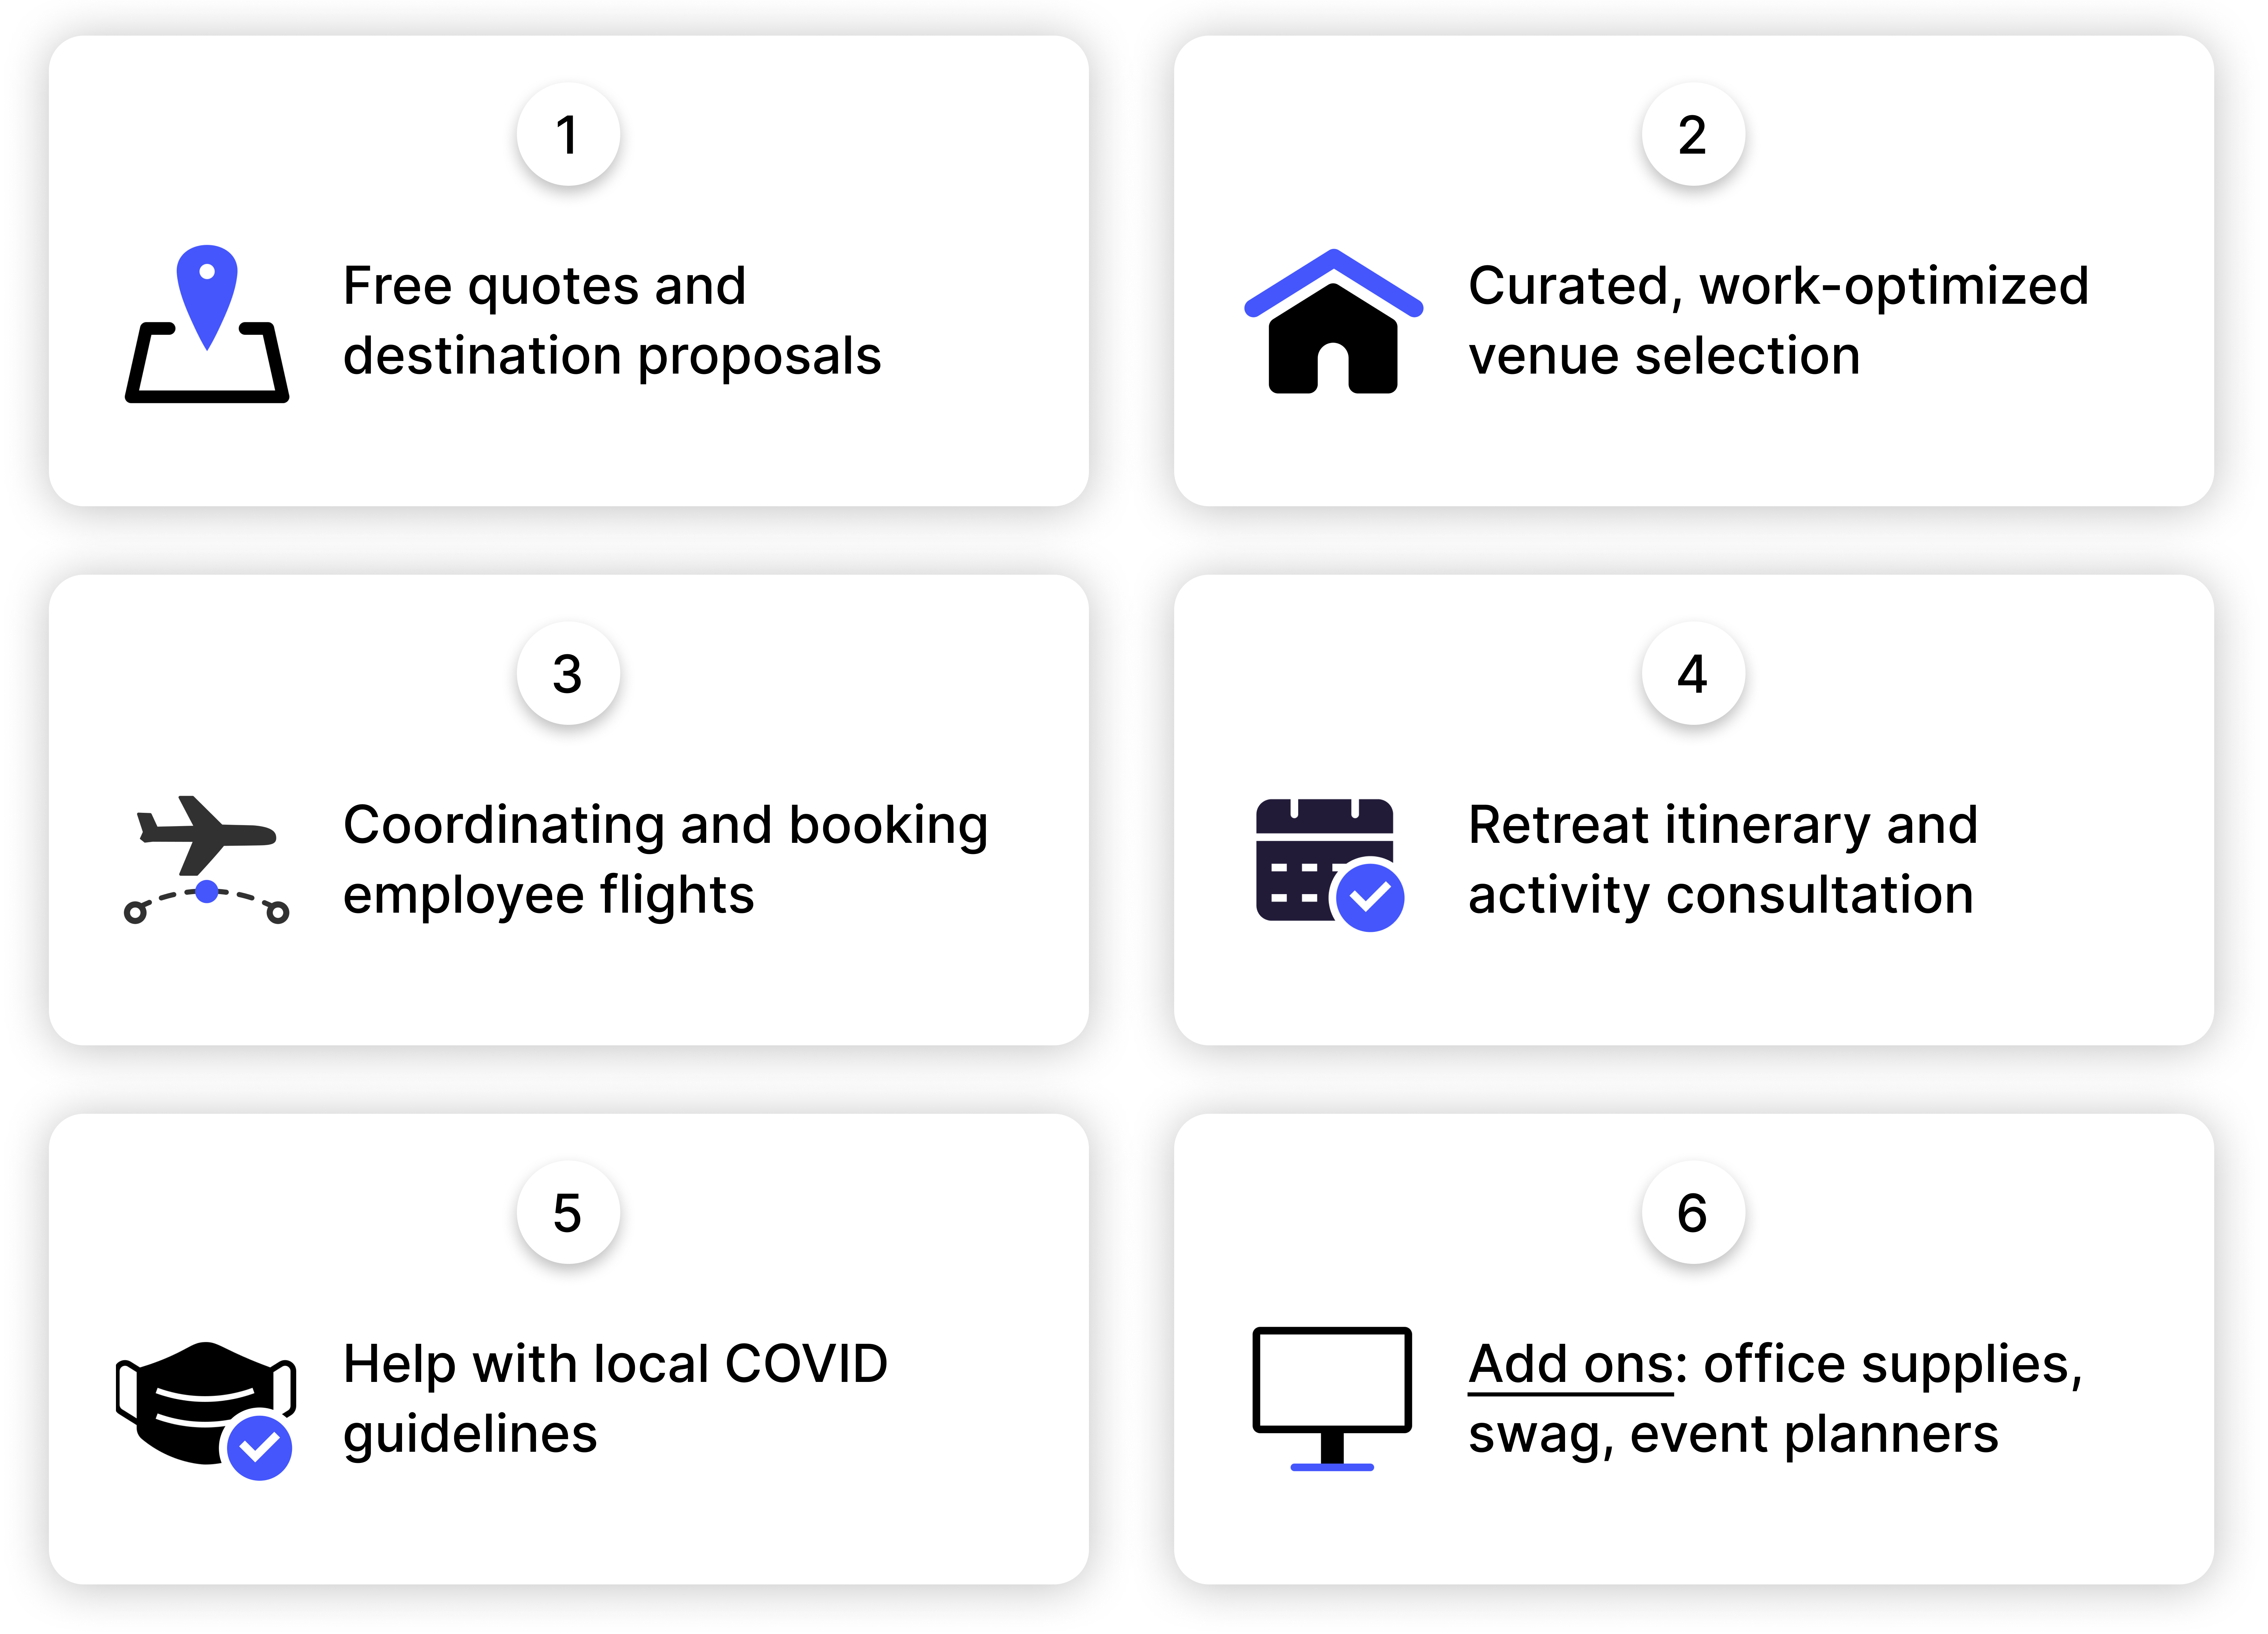 1
Free quotes and
destination proposals
2
Curated, work-optimized
venue selection
3
Coordinating and booking
employee flights
4
Retreat itinerary and
activity consultation
5
Help with local COVID
guidelines
6
Add ons: office supplies,
swag, event planners